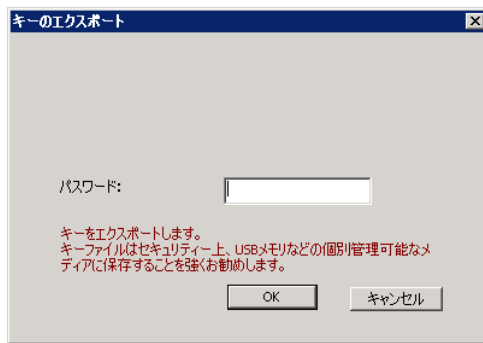 キーのエクスポート
パスワード:
キーをエクスポートします。
キーファイルはセキュリティー上、USBメモリなどの個別管理可能なメ
ディアに保存することを強くお勧めします。
OK
キャンセル